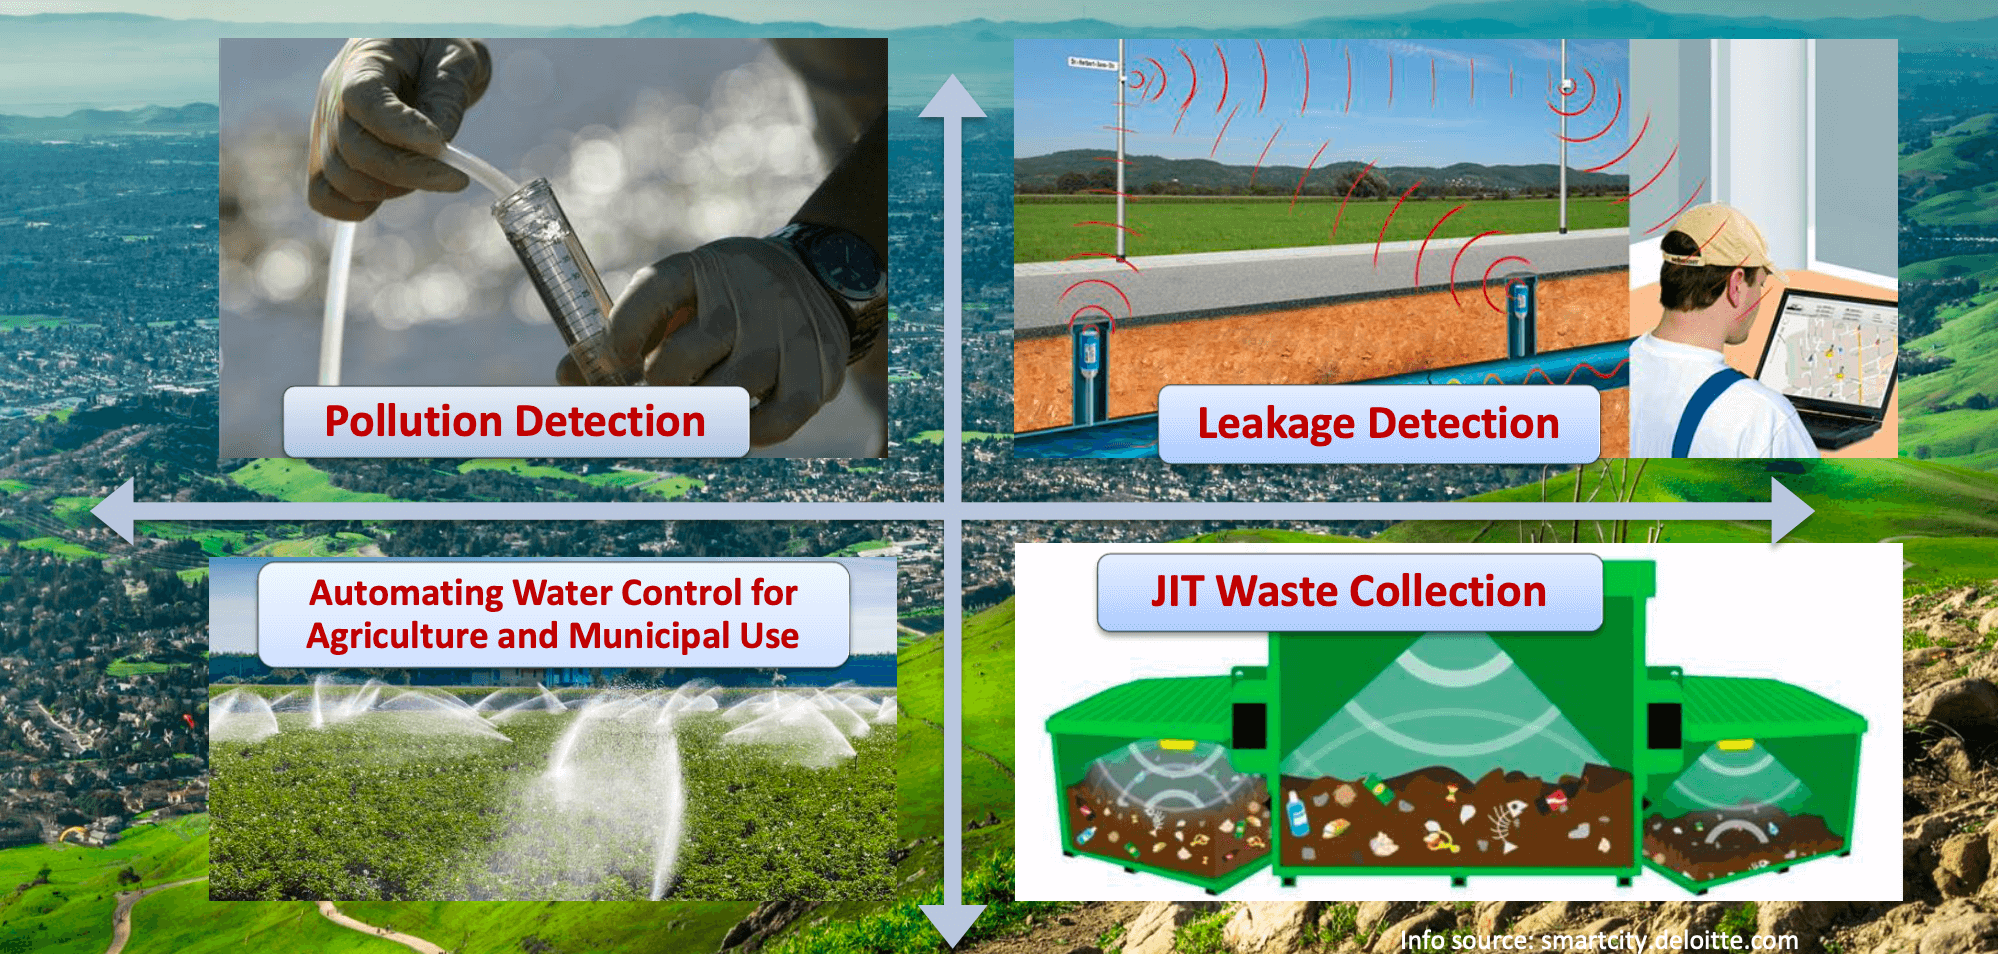 Pollution Detection
Leakage Detection
Automating Water Control for
Agriculture and Municipal Use
JIT Waste Collection
Info source: smartcity.deloitte.com